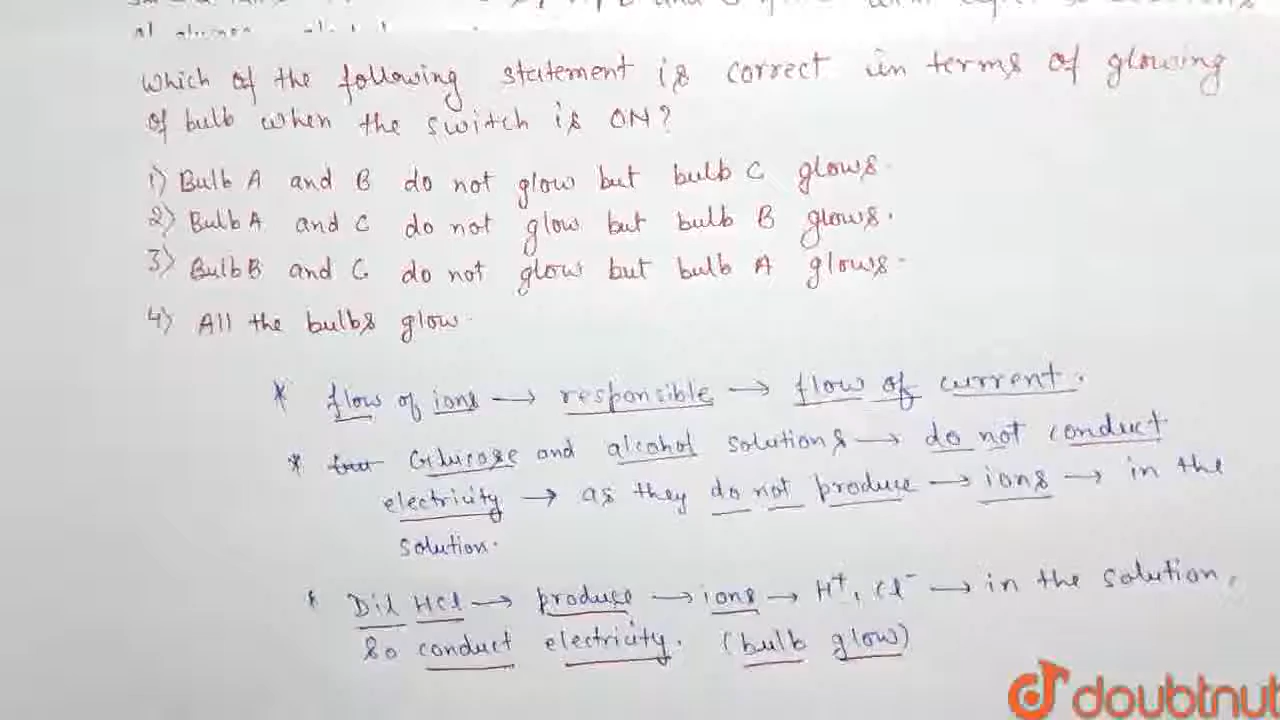 which of the following statement is correct in terms of glowing
of bulb when the switch is ON?
1) Bulb A and B do not glow but bulb C glows.
2) Bulb A and C do not glow but bulb B glows.
3) Bulb B and C do not glow but bulb A glows.
4) All the bulbs glow.
* flow of ions → responsible → flow of current.
* Glucose and alcohol solutions → do not conduct
electricity → as they do not produce → ions → in the
solution.
* Dil HCl → produse → ions → H⁺, Cl⁻ → in the solution,
so conduct electricity. (bulb glow)
doubtnut